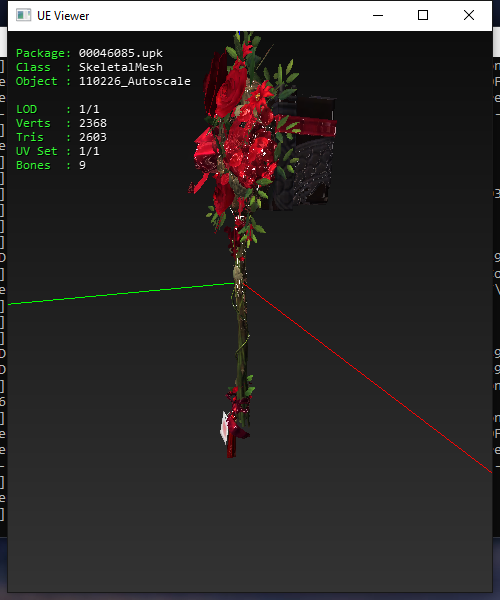 UE Viewer
Package: 00046085.upk
Class : SkeletalMesh
Object : 110226_Autoscale
LOD : 1/1
Verts : 2368
Tris : 2603
UV Set : 1/1
Bones : 9